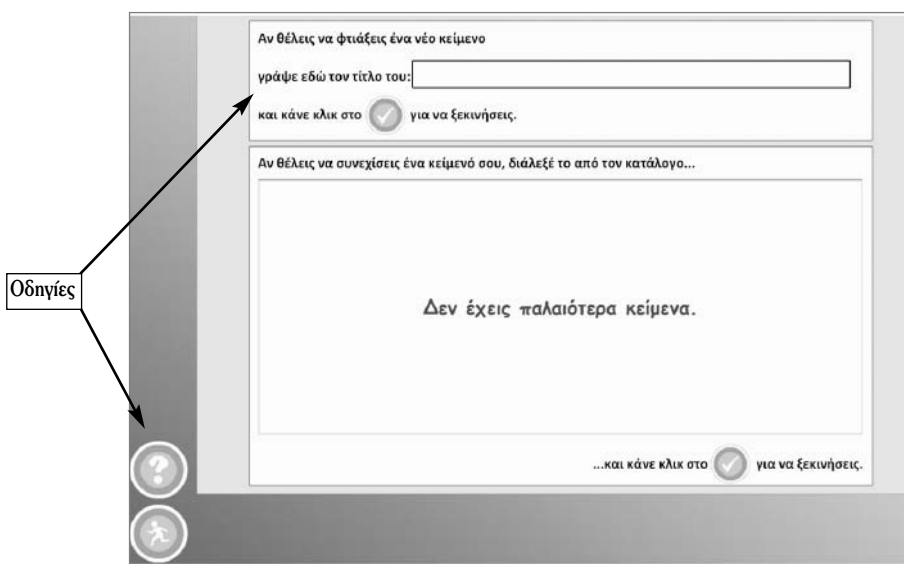 Αν θέλεις να φτιάξεις ένα νέο κείμενο
γράψε εδώ τον τίτλο του:
και κάνε κλικ στο για να ξεκινήσεις.
Αν θέλεις να συνεχίσεις ένα κείμενό σου, διάλεξέ το από τον κατάλογο...
Οδηγίες
Δεν έχεις παλαιότερα κείμενα.
...και κάνε κλικ στο για να ξεκινήσεις.
?